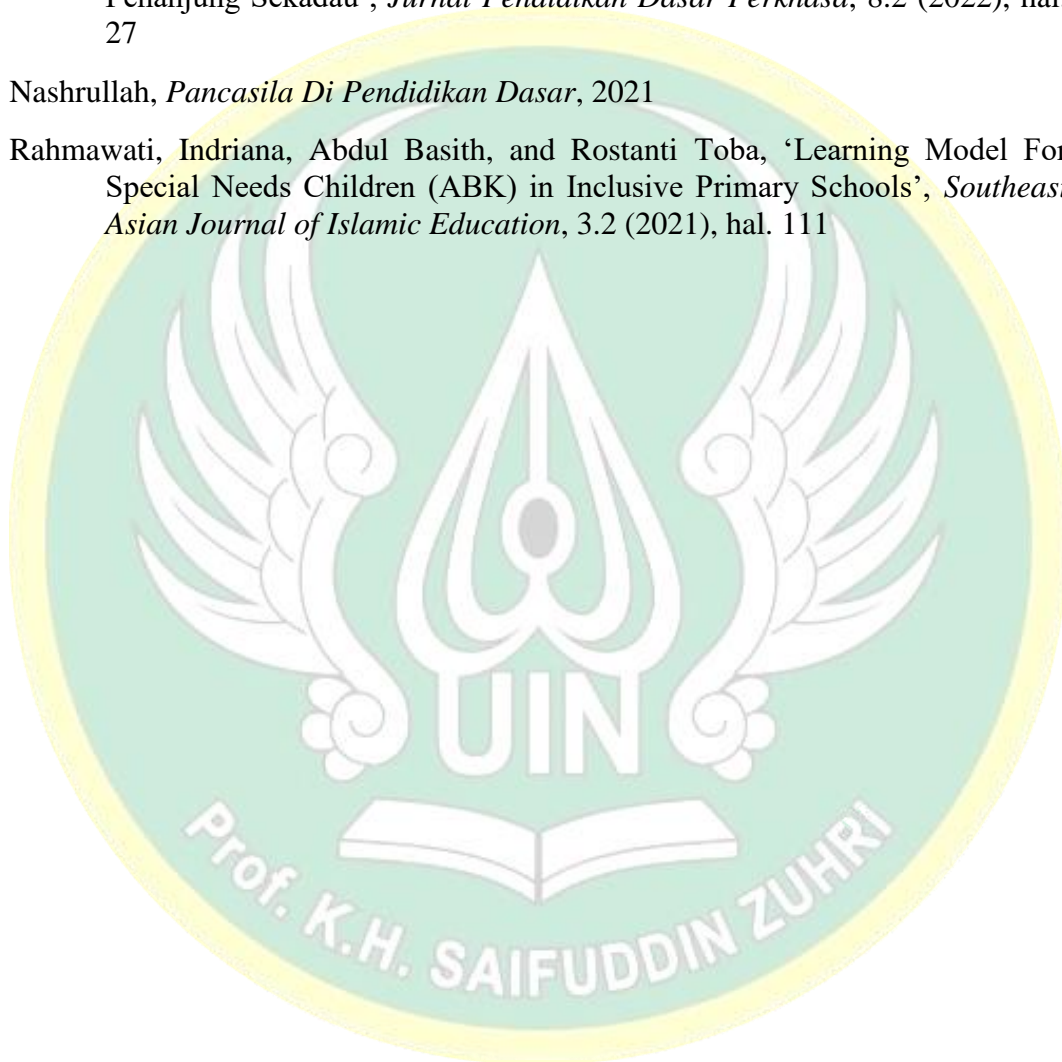 Penanjung Sekadau’, Jurnal Pendidikan Dasar Perkhasa, 8.2 (2022), hal.
27
Nashrullah, Pancasila Di Pendidikan Dasar, 2021
Rahmawati, Indriana, Abdul Basith, and Rostanti Toba, ‘Learning Model For
Special Needs Children (ABK) in Inclusive Primary Schools’, Southeast
Asian Journal of Islamic Education, 3.2 (2021), hal. 111
UIN
Prof. K.H. SAIFUDDIN ZUHRI